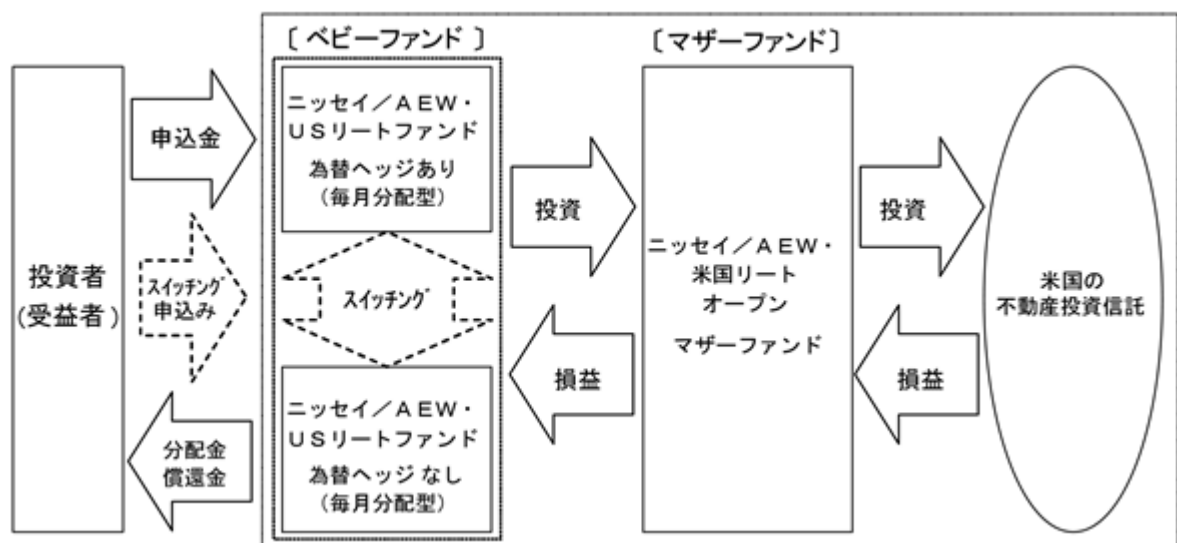 〔 ベビーファンド 〕
〔マザーファンド〕
投資者
(受益者)
申込金
スイッチング
申込み
分配金
償還金
ニッセイ／ＡＥＷ・
ＵＳリートファンド
為替ヘッジあり
（毎月分配型）
スイッチング
ニッセイ／ＡＥＷ・
ＵＳリートファンド
為替ヘッジ なし
（毎月分配型）
投資
損益
ニッセイ／ＡＥＷ・
米国リート
オープン
マザーファンド
投資
損益
米国の
不動産投資信託